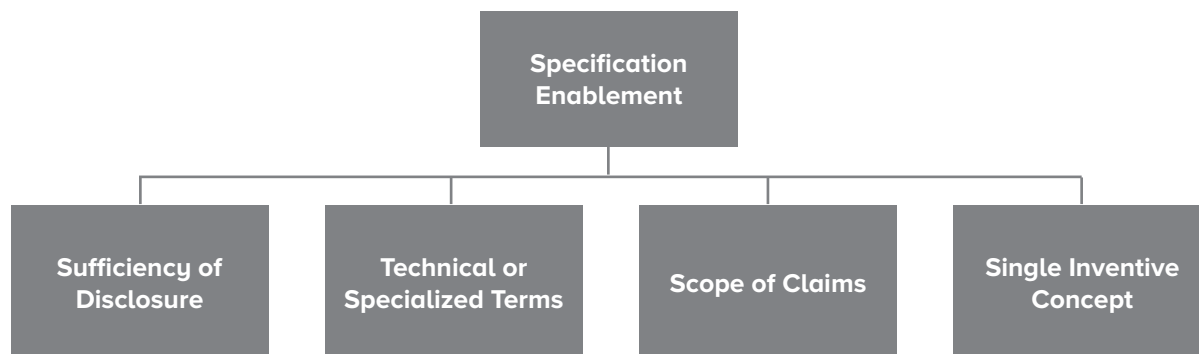 Specification
Enablement
Sufficiency of
Disclosure
Technical or
Specialized Terms
Scope of Claims
Single Inventive
Concept